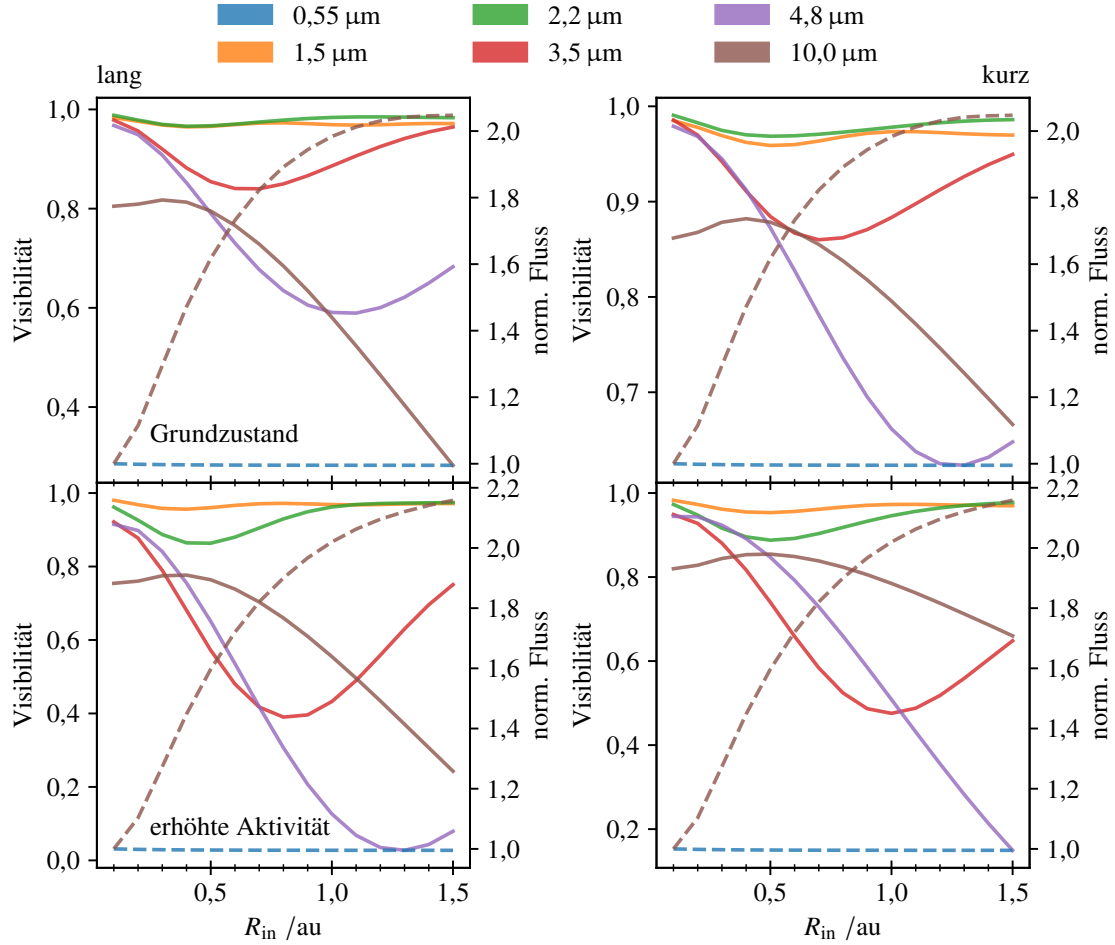 0,55 µm 2,2 µm 4,8 µm
1,5 µm 3,5 µm 10,0 µm
lang
kurz
1,0
0,8
0,6
0,4
Visibilität
Grundzustand
2,0
1,8
1,6
1,4
1,2
1,0
norm. Fluss
1,0
0,9
0,8
0,7
Visibilität
2,0
1,8
1,6
1,4
1,2
1,0
norm. Fluss
1,0
0,8
0,6
0,4
0,2
0,0
Visibilität
erhöhte Aktivität
2,2
2,0
1,8
1,6
1,4
1,2
1,0
norm. Fluss
0,5 1,0 1,5
R_in /au
1,0
0,8
0,6
0,4
0,2
Visibilität
2,2
2,0
1,8
1,6
1,4
1,2
1,0
norm. Fluss
0,5 1,0 1,5
R_in /au